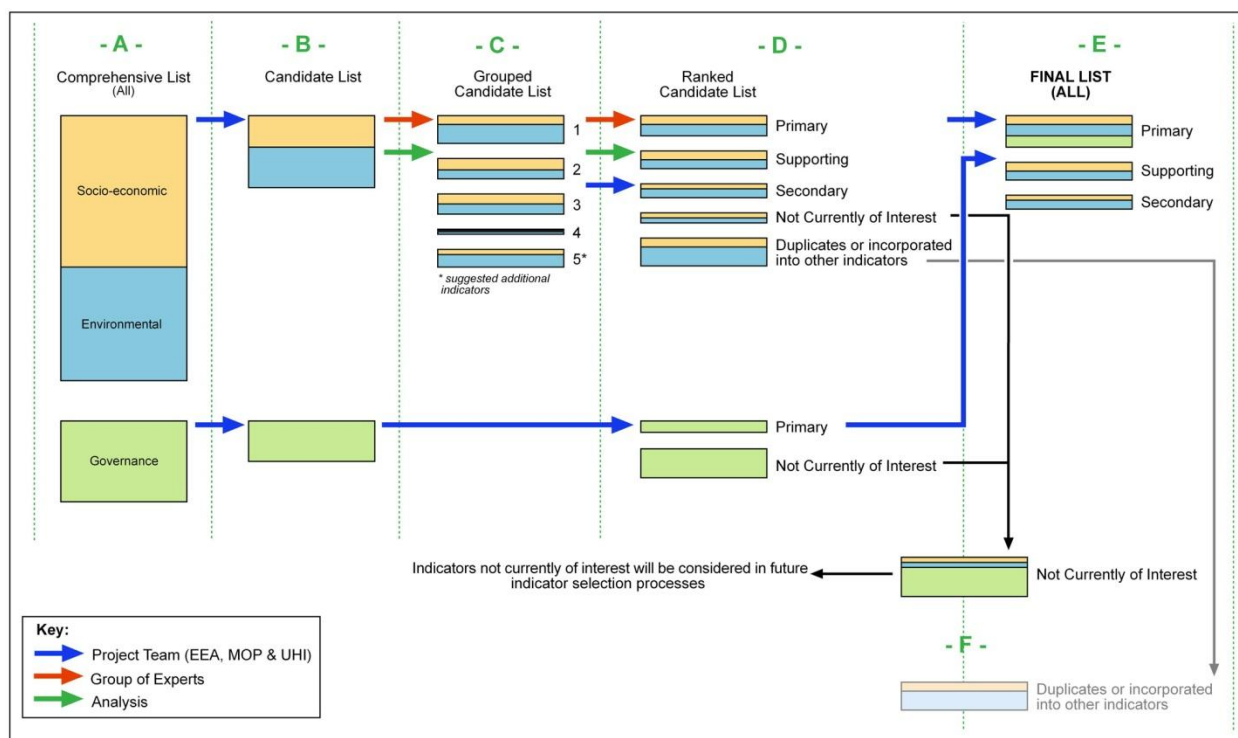 - A -
Comprehensive List
(All)
Socio-economic
Environmental
Governance
- B -
Candidate List
- C -
Grouped
Candidate List
1
2
3
4
5*
* suggested additional
indicators
- D -
Ranked
Candidate List
Primary
Supporting
Secondary
Not Currently of Interest
Duplicates or incorporated
into other indicators
Primary
Not Currently of Interest
- E -
FINAL LIST
(ALL)
Primary
Supporting
Secondary
Indicators not currently of interest will be considered in future
indicator selection processes
Not Currently of Interest
- F -
Duplicates or incorporated
into other indicators
Key:
Project Team (EEA, MOP & UHI)
Group of Experts
Analysis